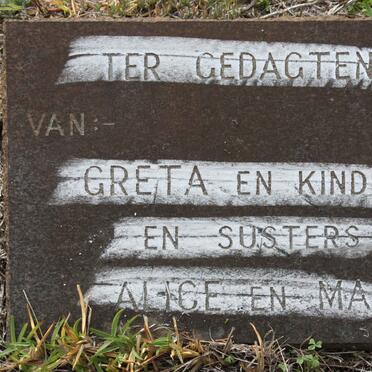 TER GEDAGTEN
VAN:-
GRETA EN KIND
EN SUSTERS
ALICE EN MA